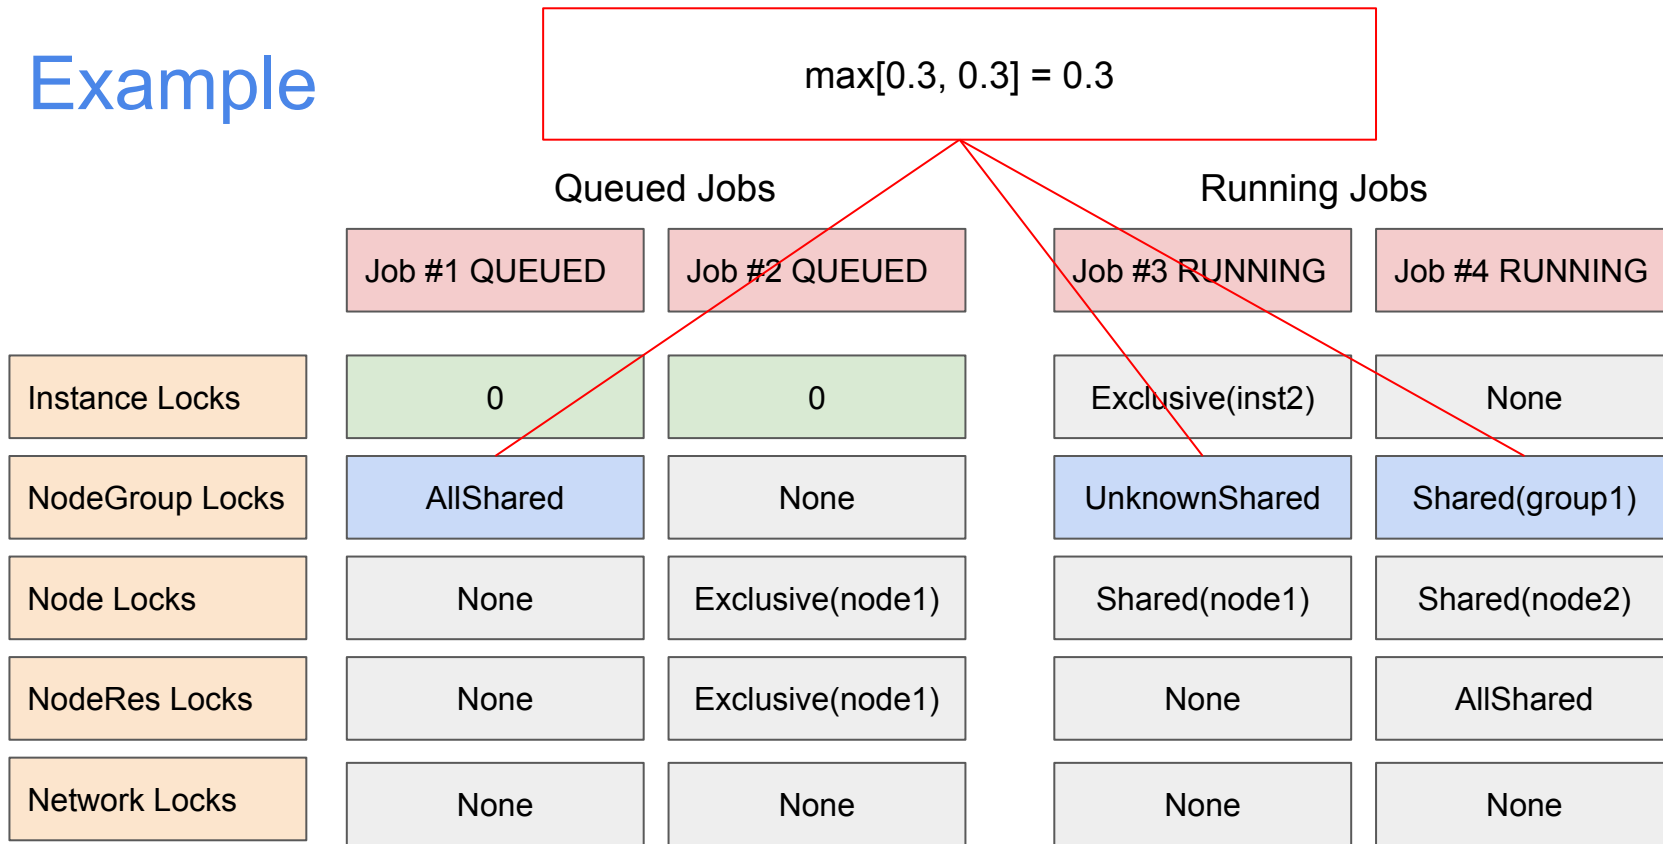 Example
max[0.3, 0.3] = 0.3
Queued Jobs
Running Jobs
Job #1 QUEUED
Job #2 QUEUED
Job #3 RUNNING
Job #4 RUNNING
Instance Locks
0
0
Exclusive(inst2)
None
NodeGroup Locks
AllShared
None
UnknownShared
Shared(group1)
Node Locks
None
Exclusive(node1)
Shared(node1)
Shared(node2)
NodeRes Locks
None
Exclusive(node1)
None
AllShared
Network Locks
None
None
None
None